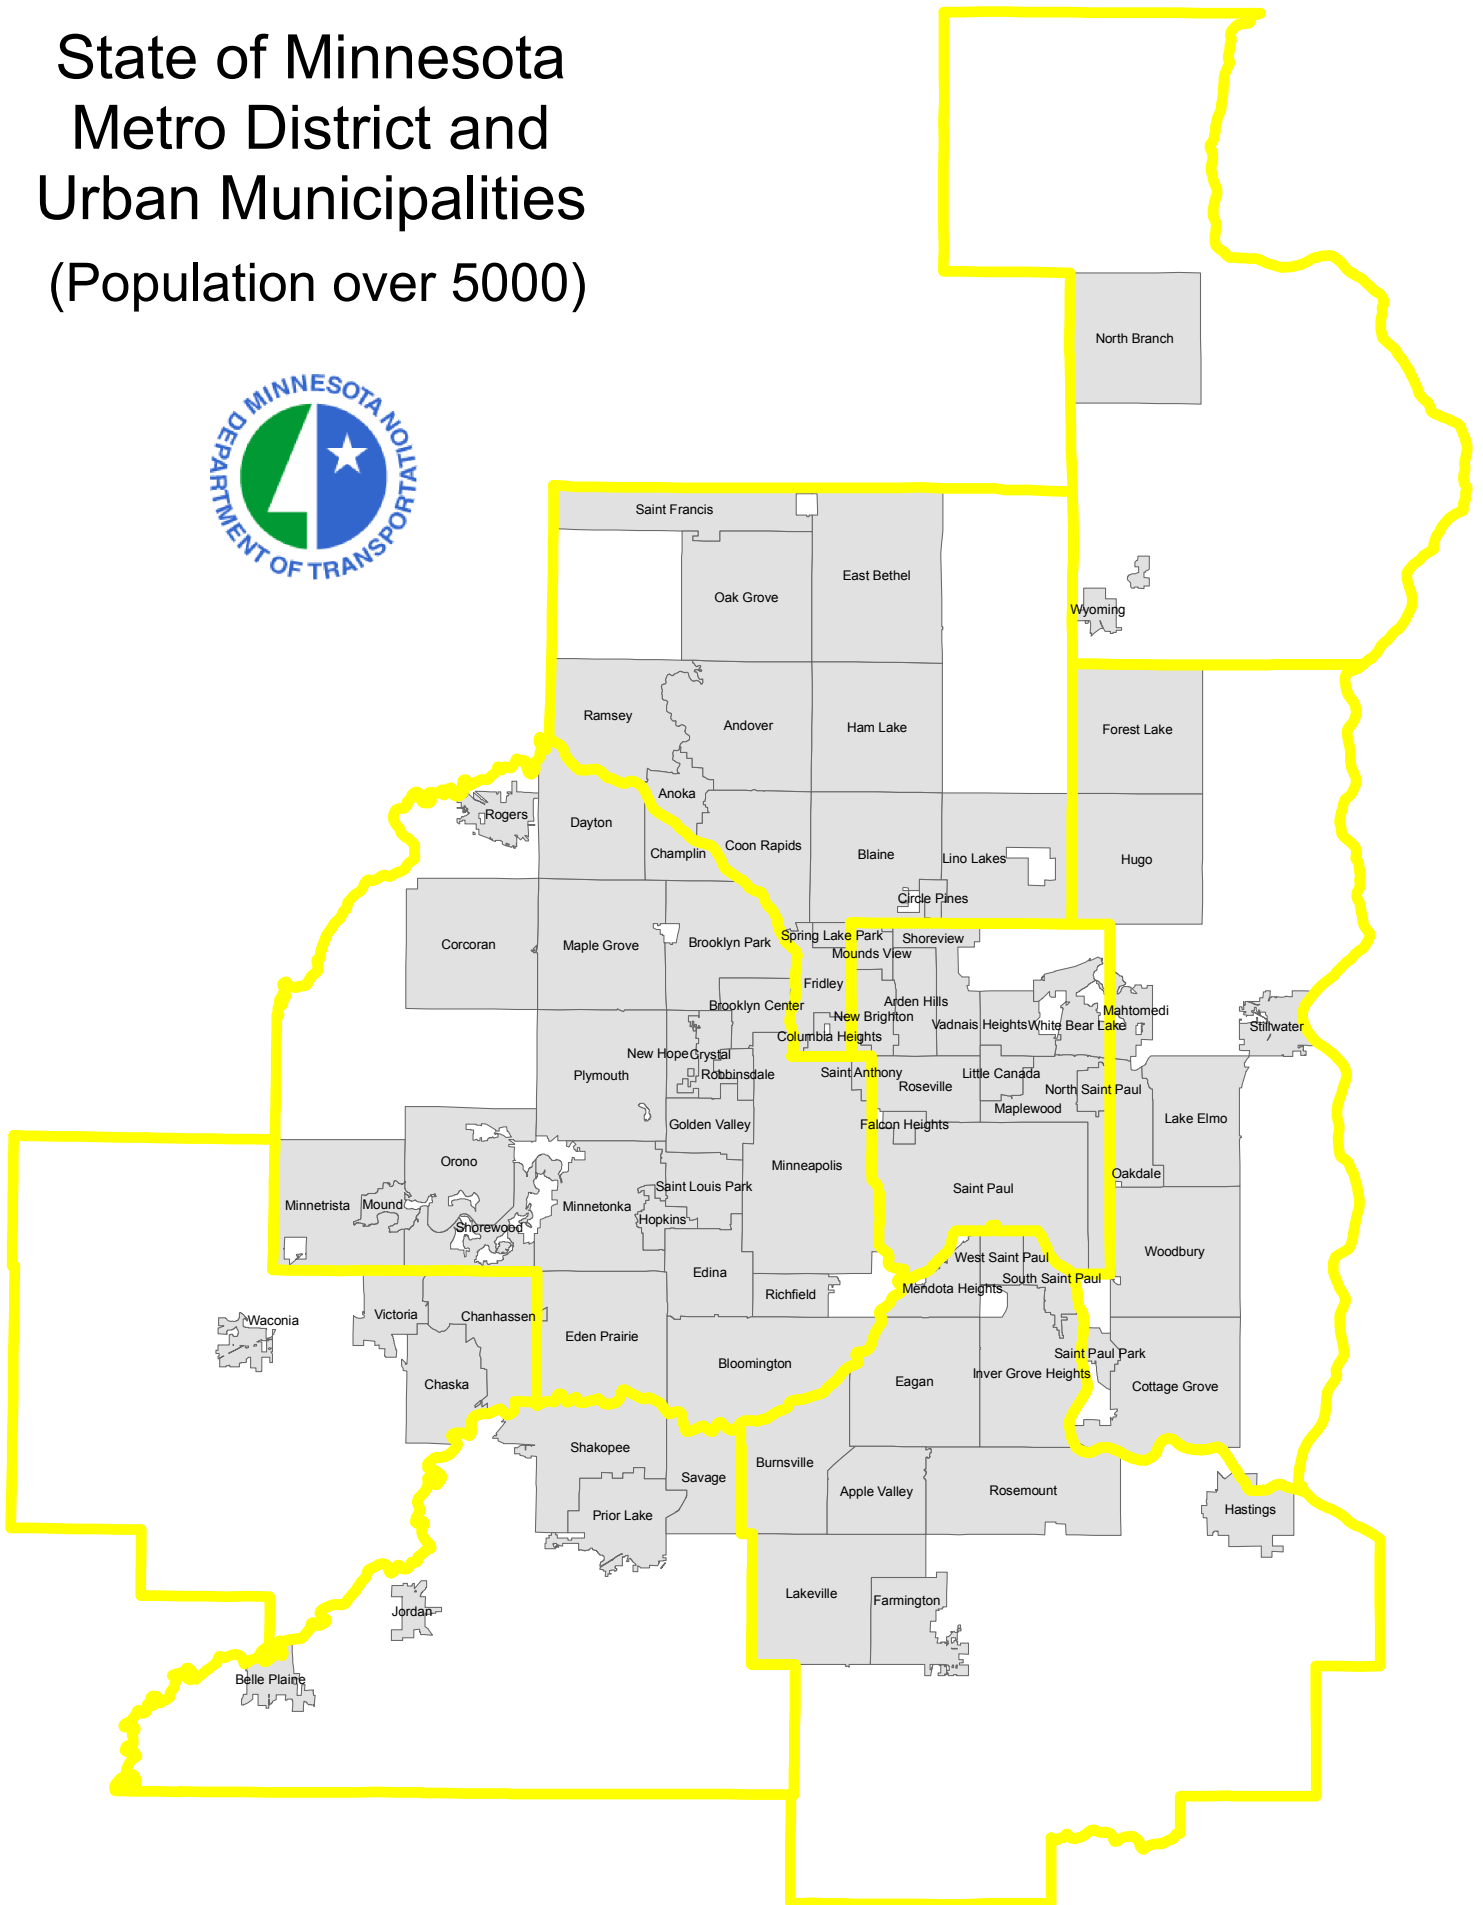 State of Minnesota
Metro District and
Urban Municipalities
(Population over 5000)
MINNESOTA
DEPARTMENT OF TRANSPORTATION
North Branch
Saint Francis
East Bethel
Oak Grove
Wyoming
Ramsey
Andover
Ham Lake
Forest Lake
Anoka
Rogers
Dayton
Coon Rapids
Champlin
Blaine
Lino Lakes
Hugo
Circle Pines
Spring Lake Park
Shoreview
Corcoran
Maple Grove
Brooklyn Park
Mounds View
Fridley
Arden Hills
Brooklyn Center
New Brighton
Mahtomedi
Vadnais Heights
White Bear Lake
Stillwater
Columbia Heights
New Hope
Crystal
Plymouth
Robbinsdale
Saint Anthony
Little Canada
Roseville
North Saint Paul
Maplewood
Golden Valley
Falcon Heights
Lake Elmo
Orono
Minneapolis
Oakdale
Saint Louis Park
Saint Paul
Minnetrista
Mound
Minnetonka
Hopkins
Shorewood
Woodbury
West Saint Paul
Edina
South Saint Paul
Mendota Heights
Richfield
Victoria
Chanhassen
Waconia
Eden Prairie
Saint Paul Park
Bloomington
Inver Grove Heights
Eagan
Chaska
Cottage Grove
Shakopee
Burnsville
Savage
Apple Valley
Rosemount
Hastings
Prior Lake
Lakeville
Farmington
Jordan
Belle Plaine